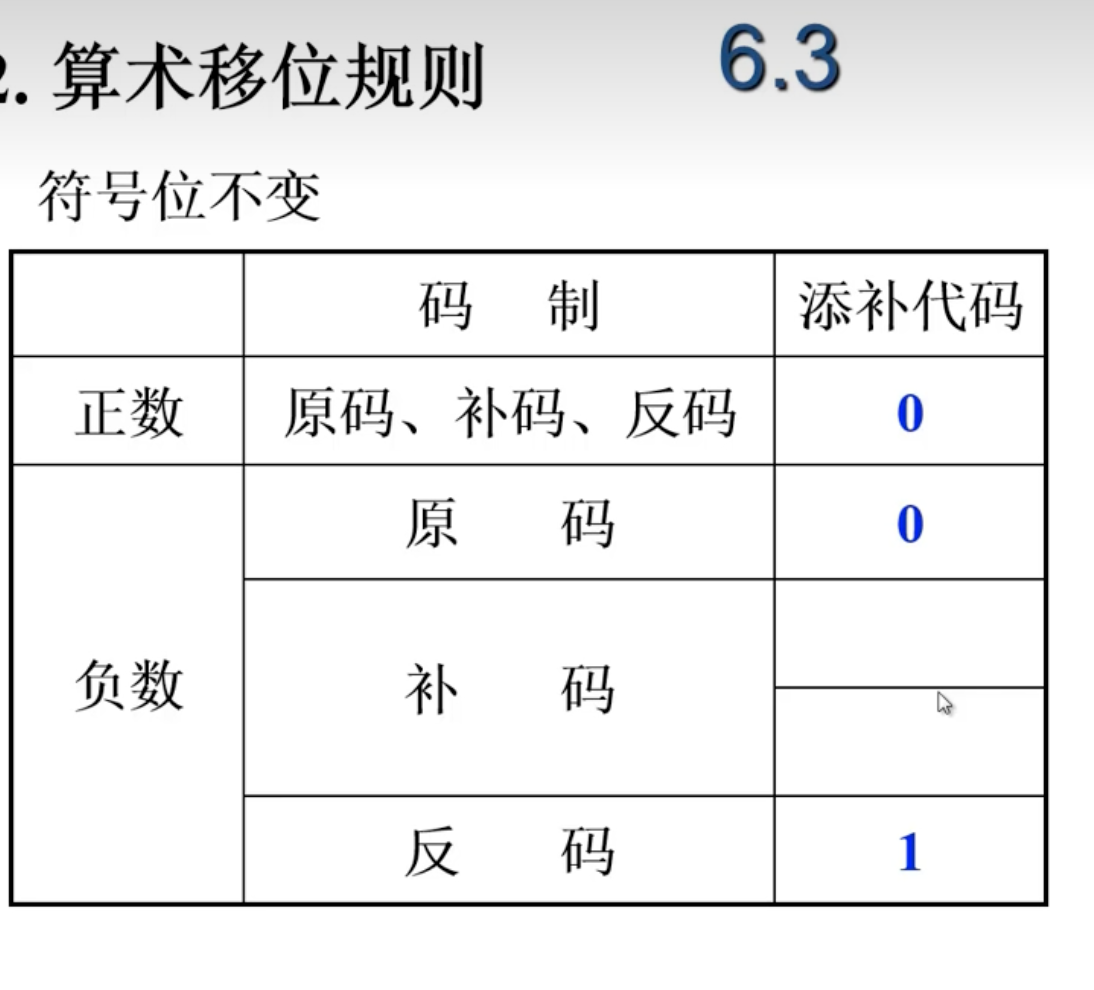 2. 算术移位规则 6.3
符号位不变
码 制 添补代码
正数 原码、补码、反码 0
原 码 0
负数 补 码
反 码 1